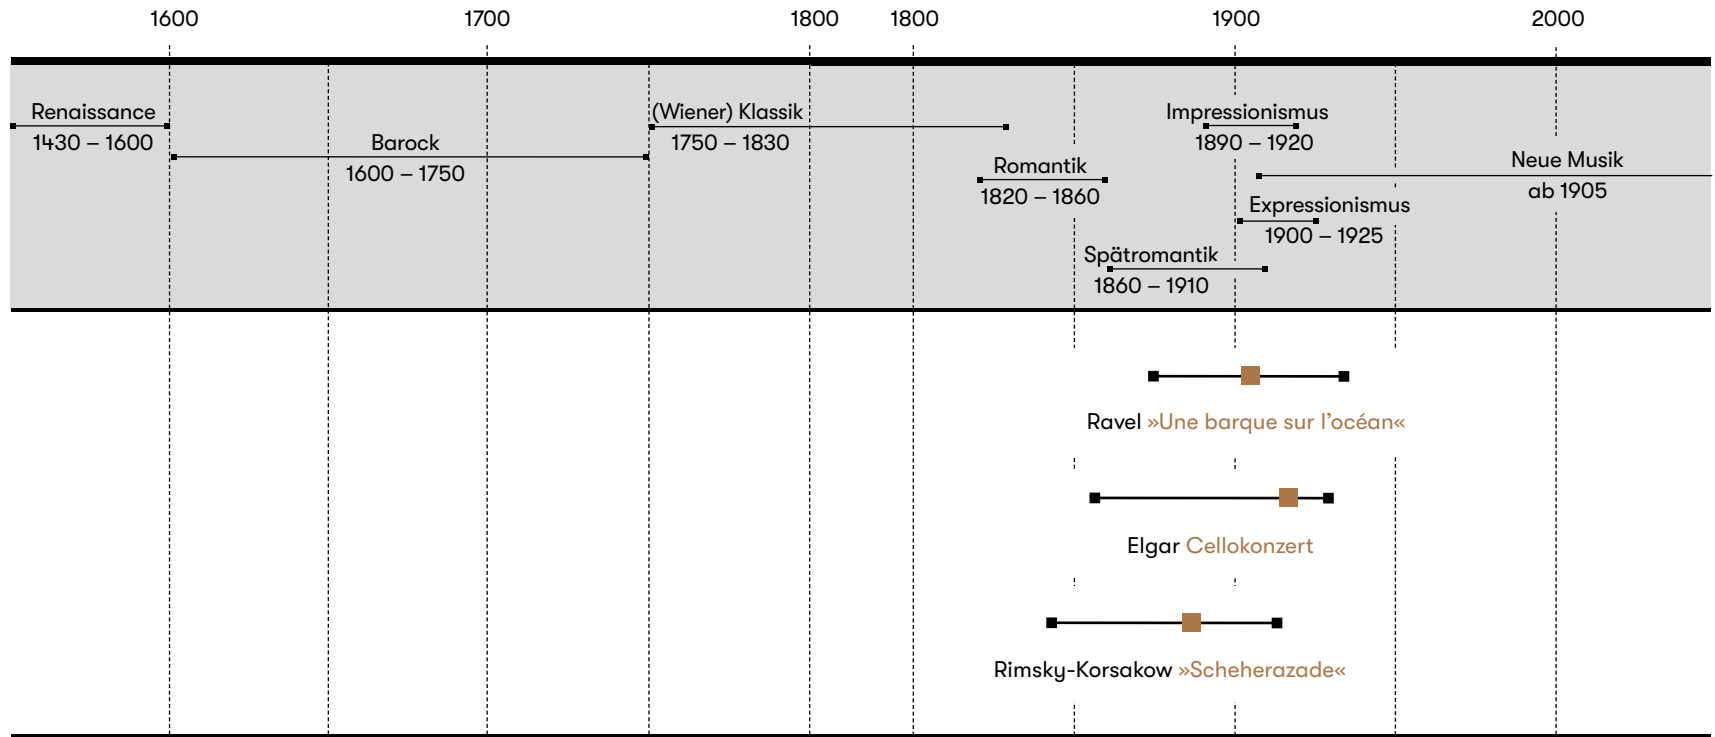 1600 1700 1800 1800 1900 2000
Renaissance
1430 – 1600
Barock
1600 – 1750
(Wiener) Klassik
1750 – 1830
Romantik
1820 – 1860
Spätromantik
1860 – 1910
Impressionismus
1890 – 1920
Expressionismus
1900 – 1925
Neue Musik
ab 1905
Ravel »Une barque sur l’océan«
Elgar Cellokonzert
Rimsky-Korsakow »Scheherazade«